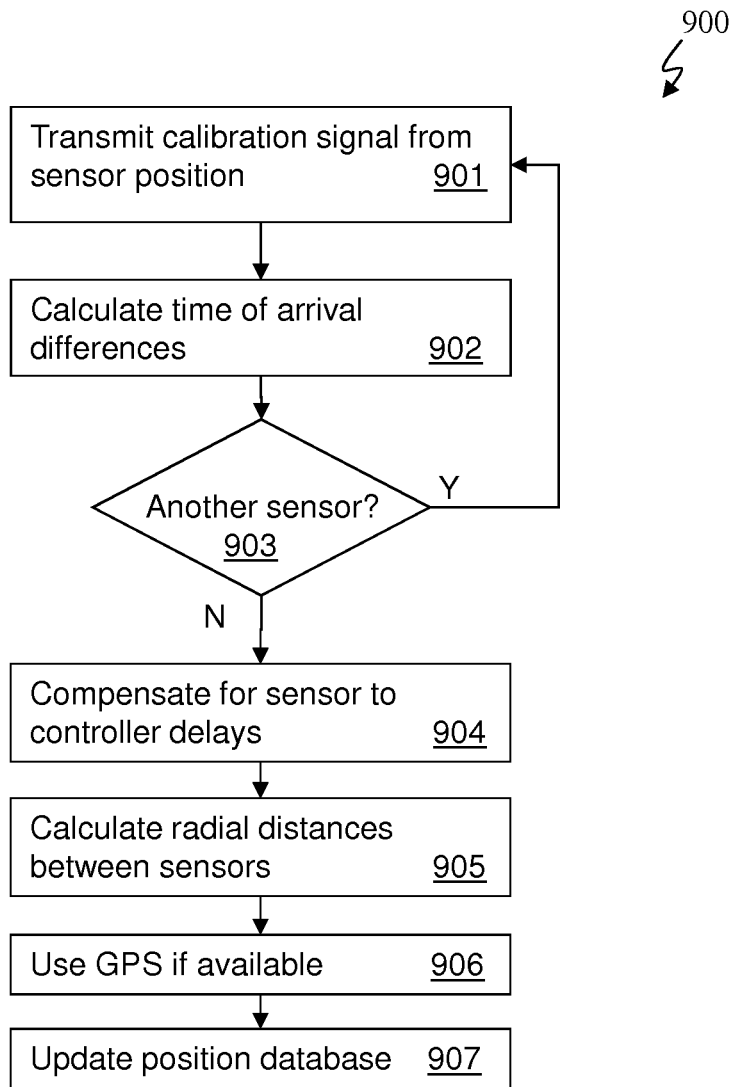 900
Transmit calibration signal from
sensor position 901
Calculate time of arrival
differences 902
Another sensor?
903
Y
N
Compensate for sensor to
controller delays 904
Calculate radial distances
between sensors 905
Use GPS if available 906
Update position database 907